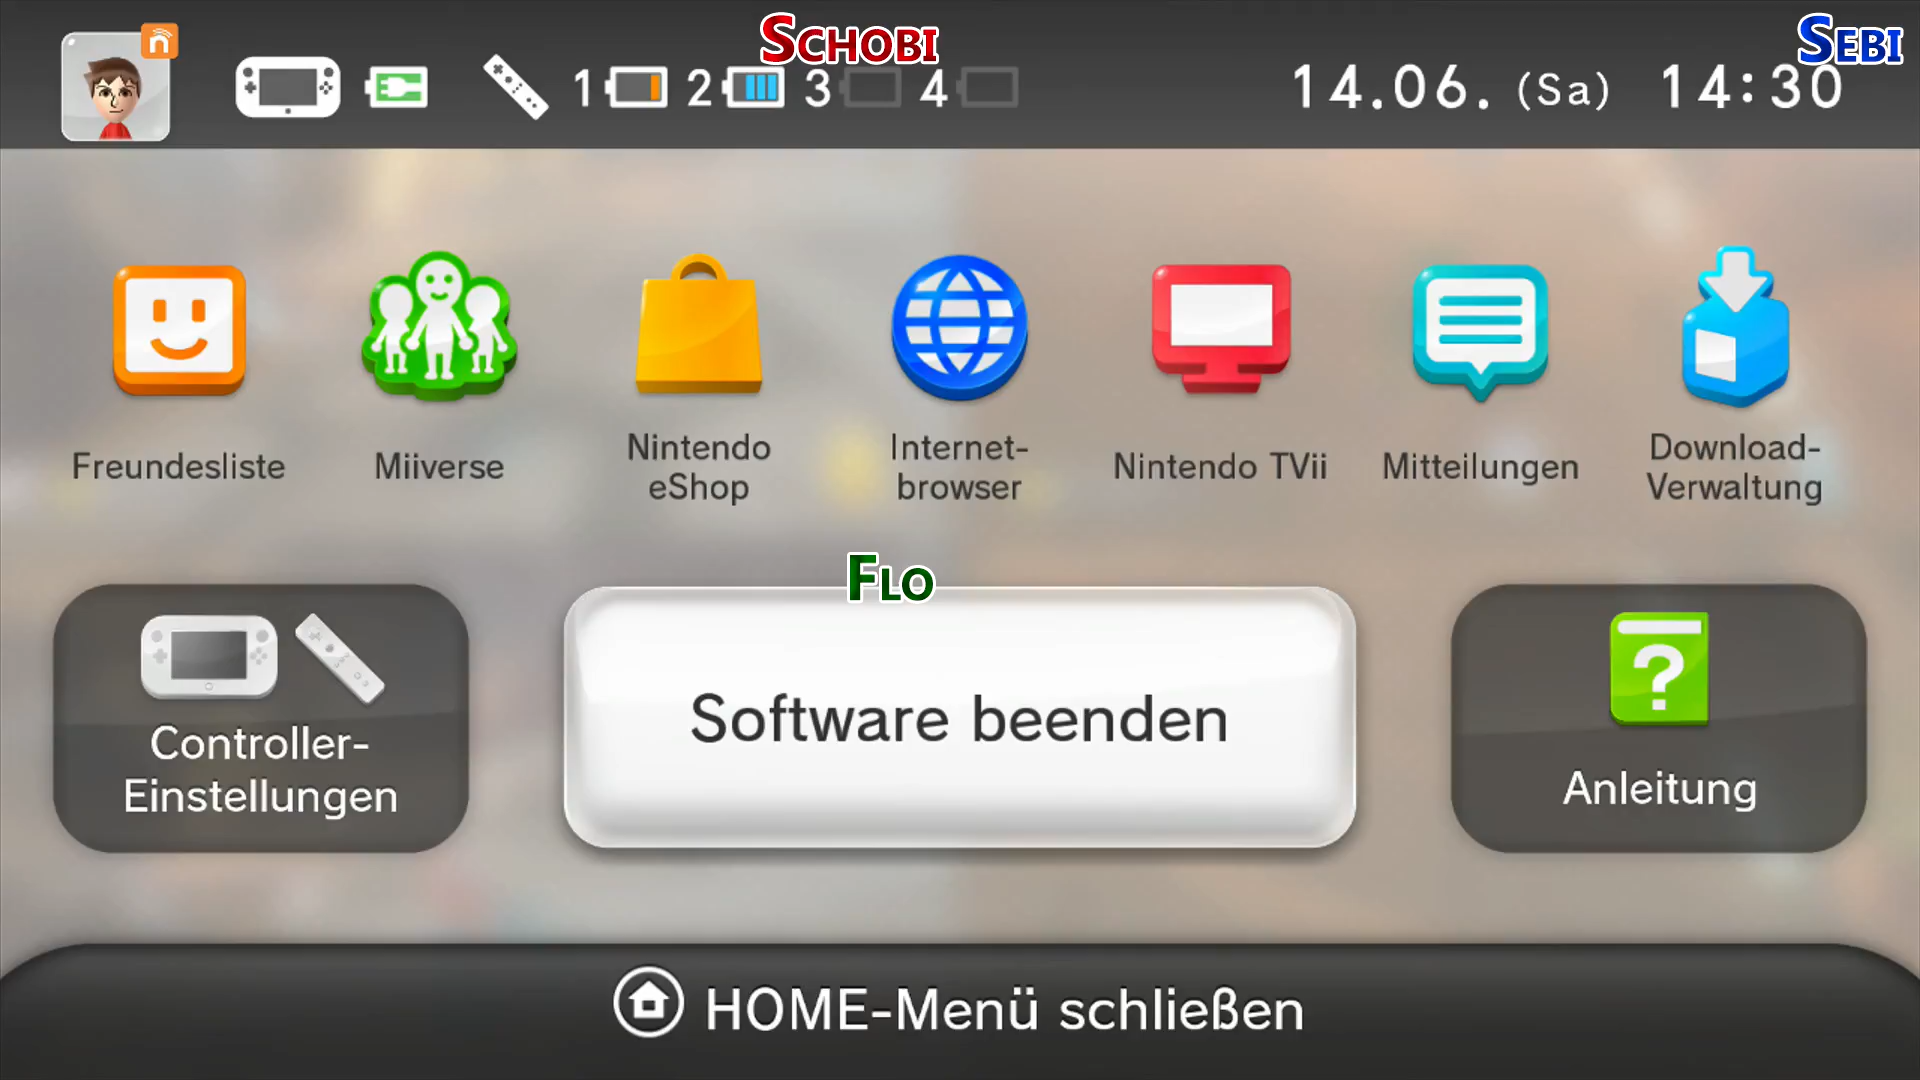 SCHOBI
SEBI
1 2 3 4 14.06. (Sa) 14:30
Freundesliste
Miiverse
Nintendo
eShop
Internet-
browser
Nintendo TVii
Mitteilungen
Download-
Verwaltung
FLO
Controller-
Einstellungen
Software beenden
?
Anleitung
HOME-Menü schließen